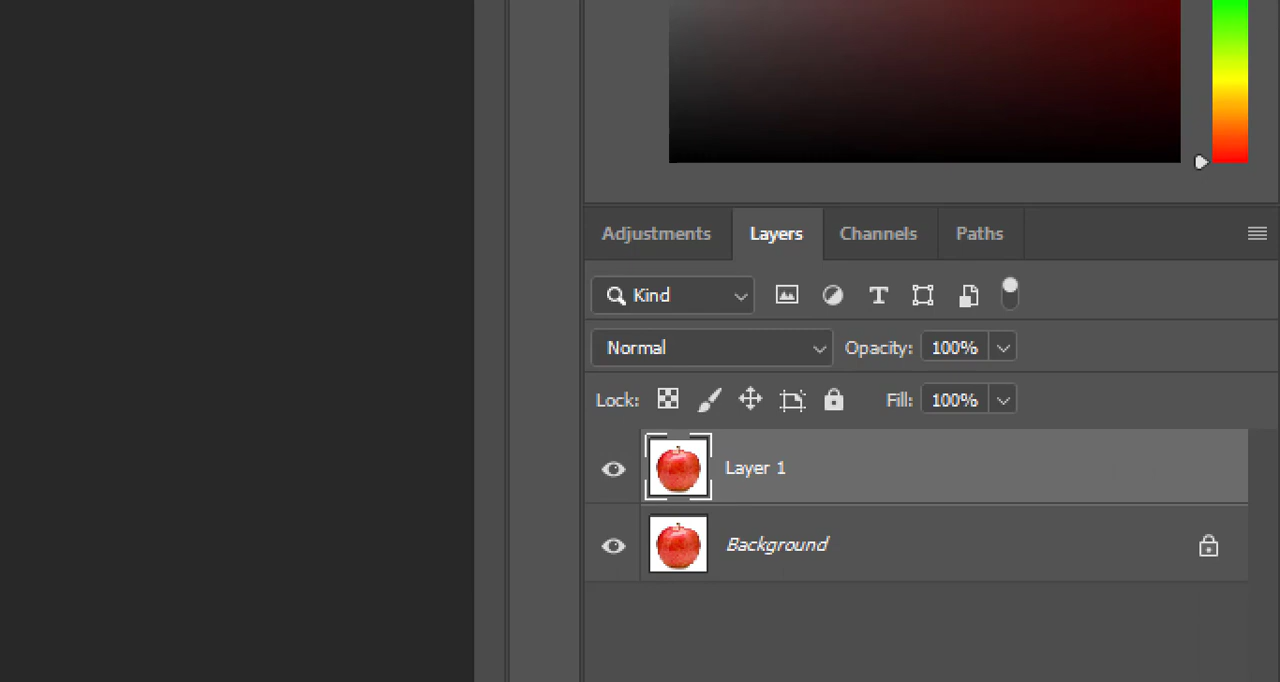 Adjustments Layers Channels Paths
Kind
Normal Opacity: 100%
Lock: Fill: 100%
Layer 1
Background